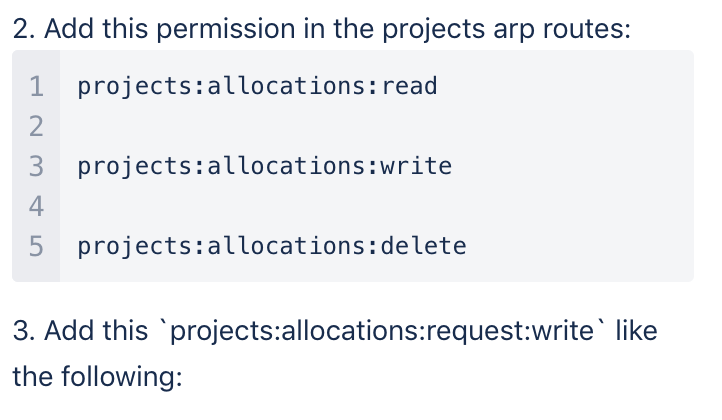 2. Add this permission in the projects arp routes:
1 projects:allocations:read
2
3 projects:allocations:write
4
5 projects:allocations:delete
3. Add this `projects:allocations:request:write` like
the following: